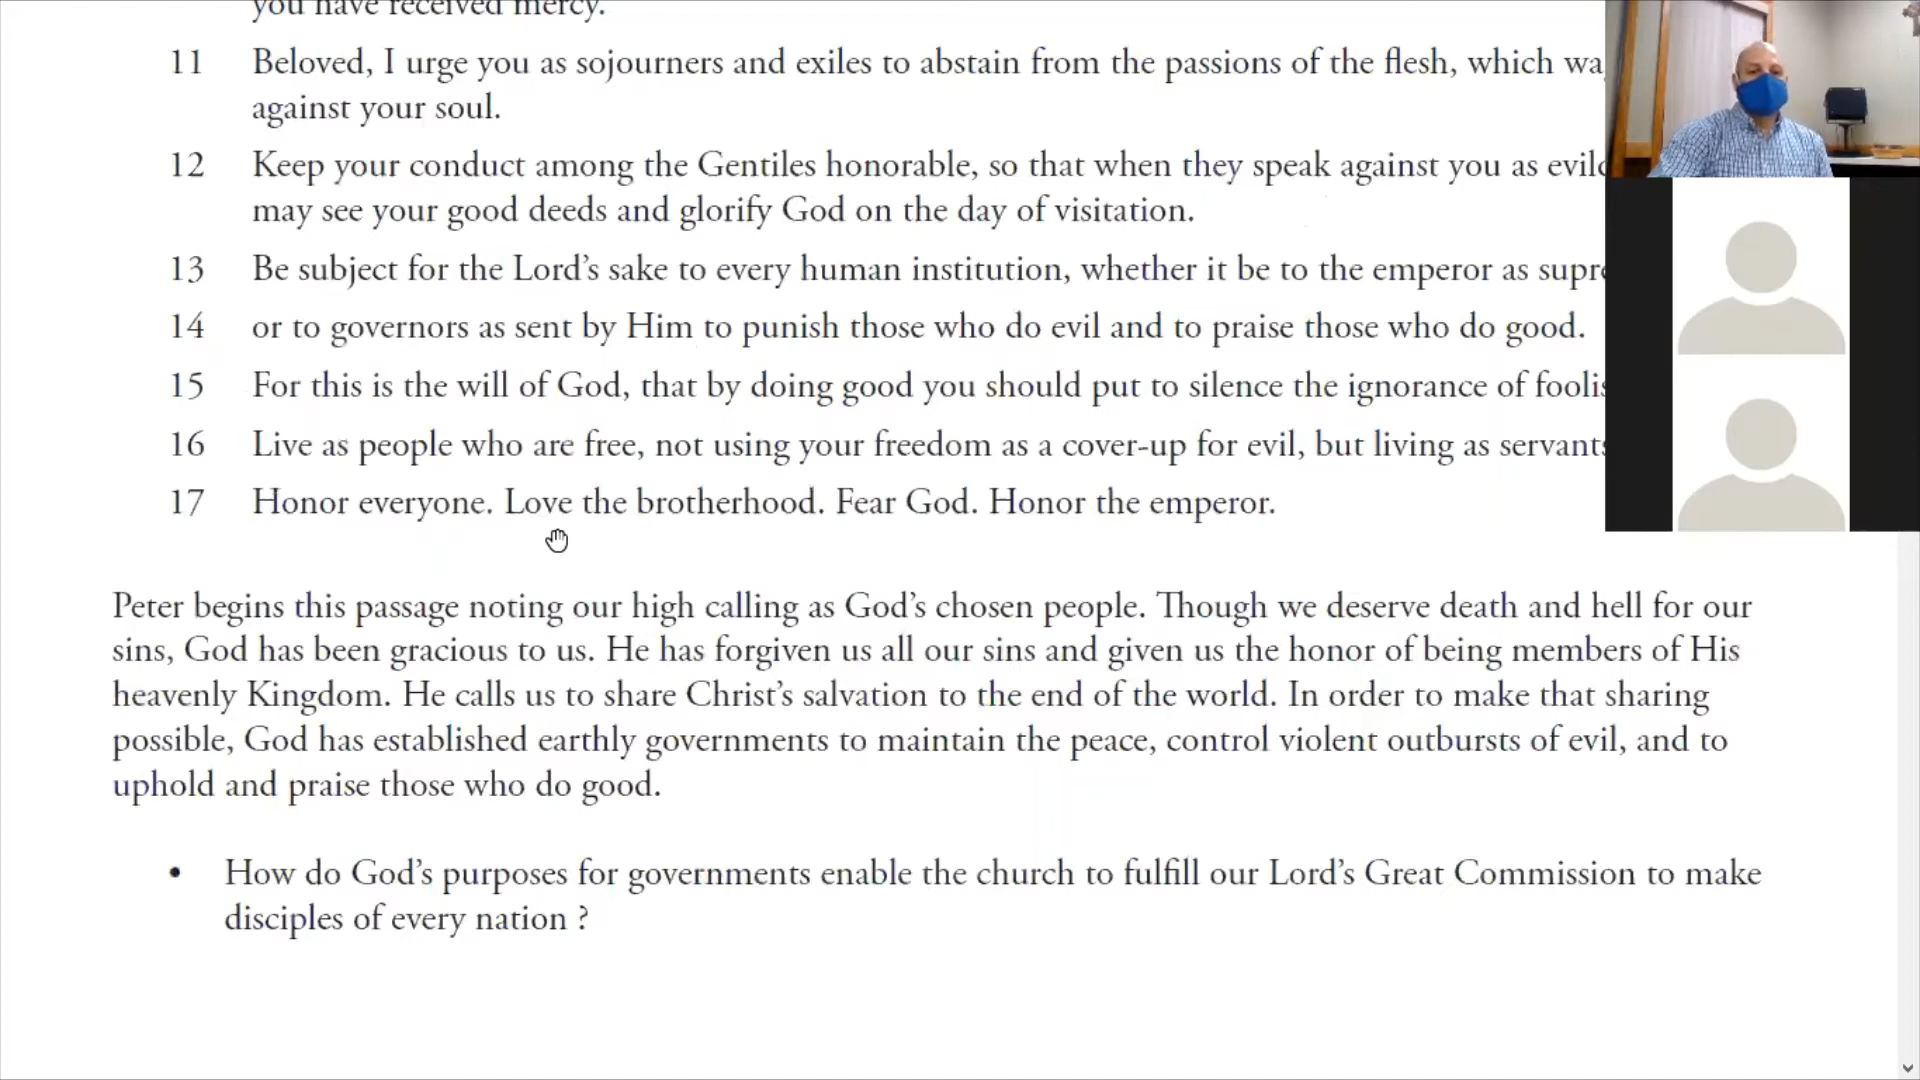 you have received mercy.
11 Beloved, I urge you as sojourners and exiles to abstain from the passions of the flesh, which
against your soul.
12 Keep your conduct among the Gentiles honorable, so that when they speak against you as
may see your good deeds and glorify God on the day of visitation.
13 Be subject for the Lord's sake to every human institution, whether it be to the emperor as
14 or to governors as sent by Him to punish those who do evil and to praise those who do good.
15 For this is the will of God, that by doing good you should put to silence the ignorance of
16 Live as people who are free, not using your freedom as a cover-up for evil, but living as servants
17 Honor everyone. Love the brotherhood. Fear God. Honor the emperor.
Peter begins this passage noting our high calling as God's chosen people. Though we deserve death and hell for our
sins, God has been gracious to us. He has forgiven us all our sins and given us the honor of being members of His
heavenly Kingdom. He calls us to share Christ's salvation to the end of the world. In order to make that sharing
possible, God has established earthly governments to maintain the peace, control violent outbursts of evil, and to
uphold and praise those who do good.
• How do God's purposes for governments enable the church to fulfill our Lord's Great Commission to make
disciples of every nation ?